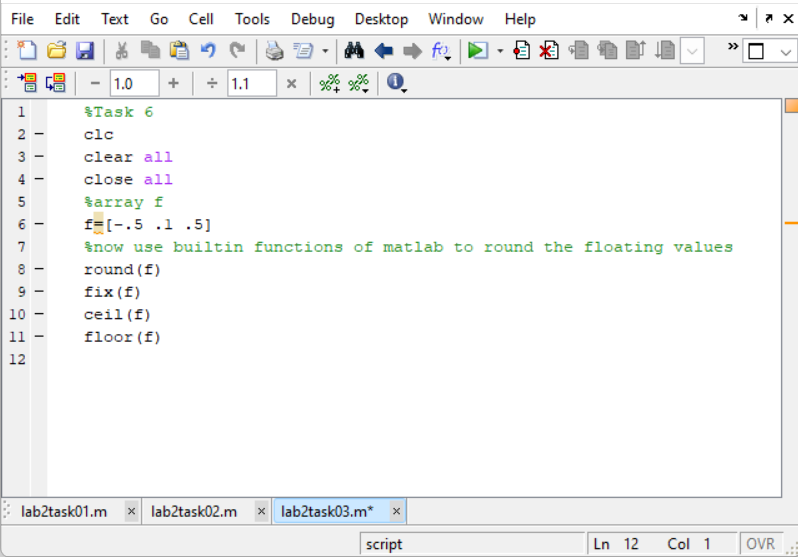 File Edit Text Go Cell Tools Debug Desktop Window Help
- 1.0 + ÷ 1.1 ×
1 %Task 6
2 - clc
3 - clear all
4 - close all
5 %array f
6 - f=[-.5 .1 .5]
7 %now use builtin functions of matlab to round the floating values
8 - round(f)
9 - fix(f)
10 - ceil(f)
11 - floor(f)
12
lab2task01.m × lab2task02.m × lab2task03.m* ×
script Ln 12 Col 1 OVR